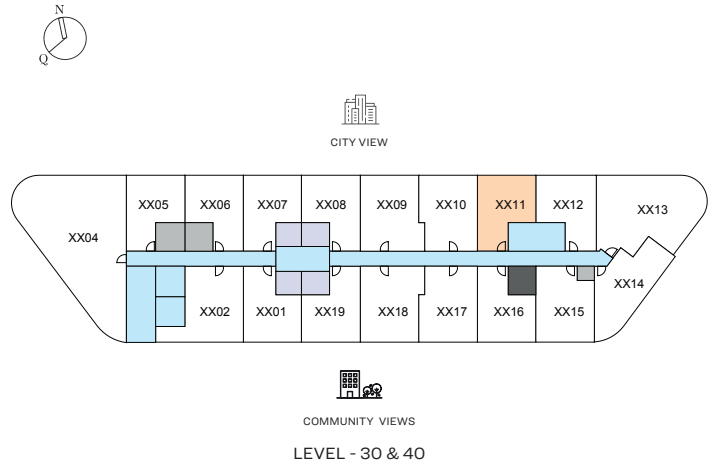 N
Q
CITY VIEW
XX05 XX06 XX07 XX08 XX09 XX10 XX11 XX12 XX13
XX04
XX14
XX02 XX01 XX19 XX18 XX17 XX16 XX15
COMMUNITY VIEWS
LEVEL - 30 & 40